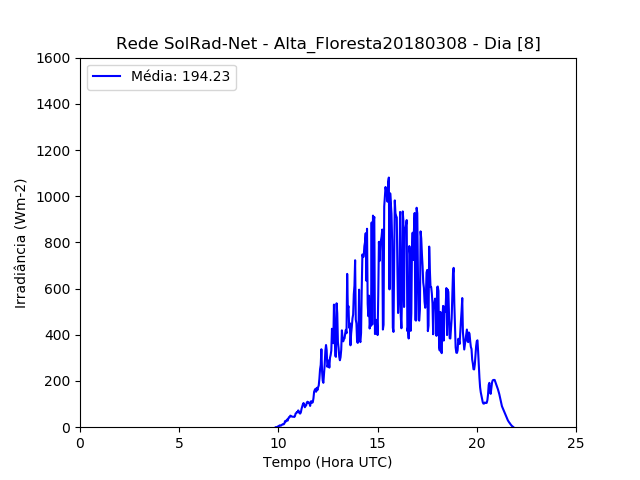 Rede SolRad-Net - Alta_Floresta20180308 - Dia [8]
Média: 194.23
Irradiância (Wm-2)
1600
1400
1200
1000
800
600
400
200
0
0 5 10 15 20 25
Tempo (Hora UTC)